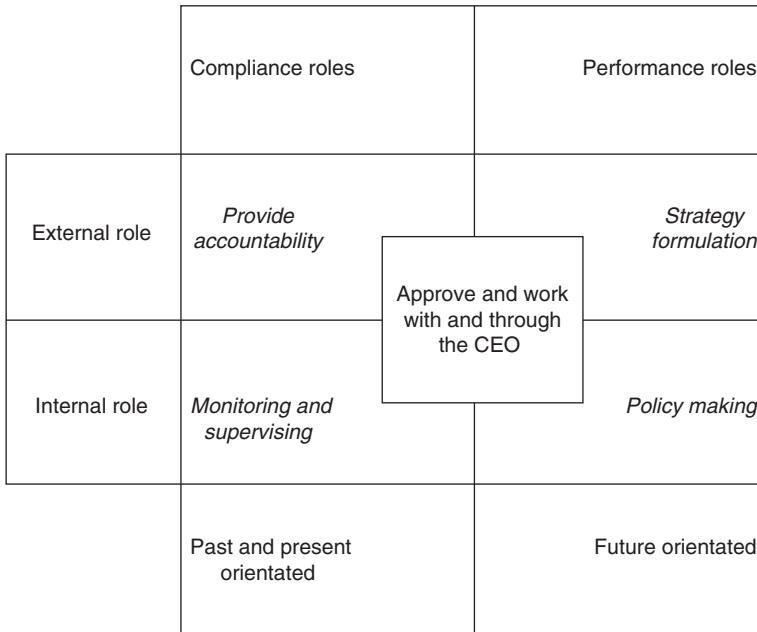 Compliance roles
Performance roles
External role
Provide
accountability
Strategy
formulation
Approve and work
with and through
the CEO
Internal role
Monitoring and
supervising
Policy making
Past and present
orientated
Future orientated